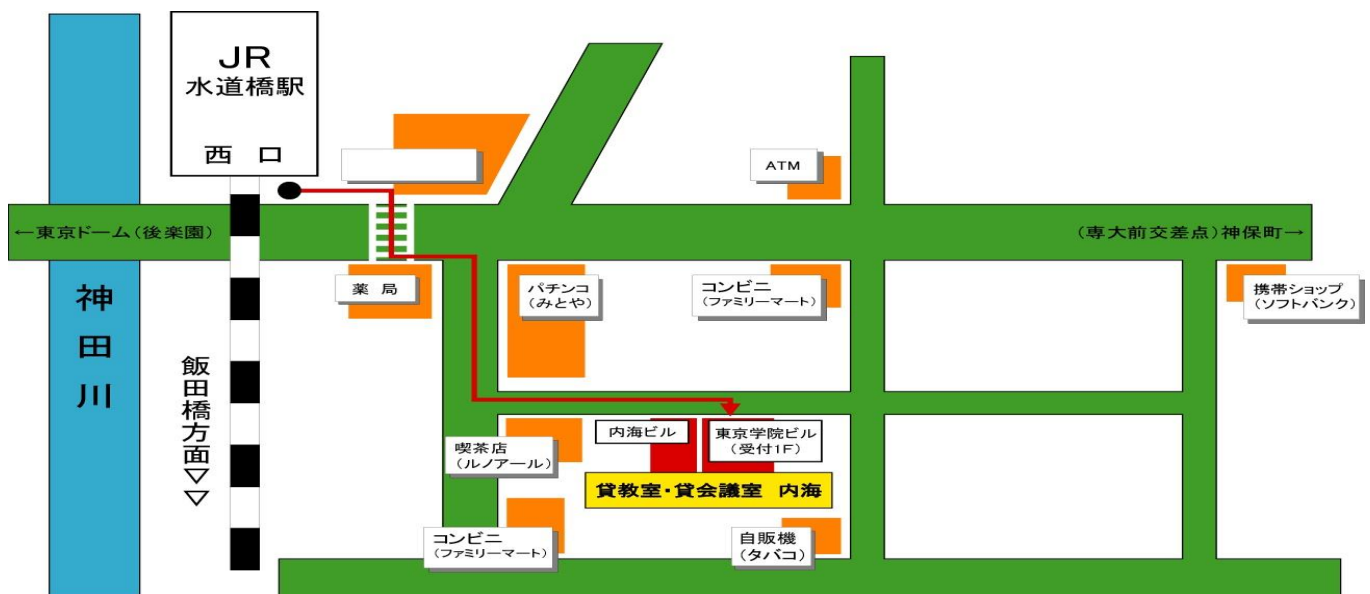 JR
水道橋駅
西 口
ATM
←東京ドーム(後楽園)
(専大前交差点)神保町→
神田川
飯田橋方面▽▽
薬 局
パチンコ
(みとや)
コンビニ
(ファミリーマート)
携帯ショップ
(ソフトバンク)
喫茶店
(ルノアール)
内海ビル
東京学院ビル
(受付1F)
貸教室・貸会議室 内海
コンビニ
(ファミリーマート)
自販機
(タバコ)